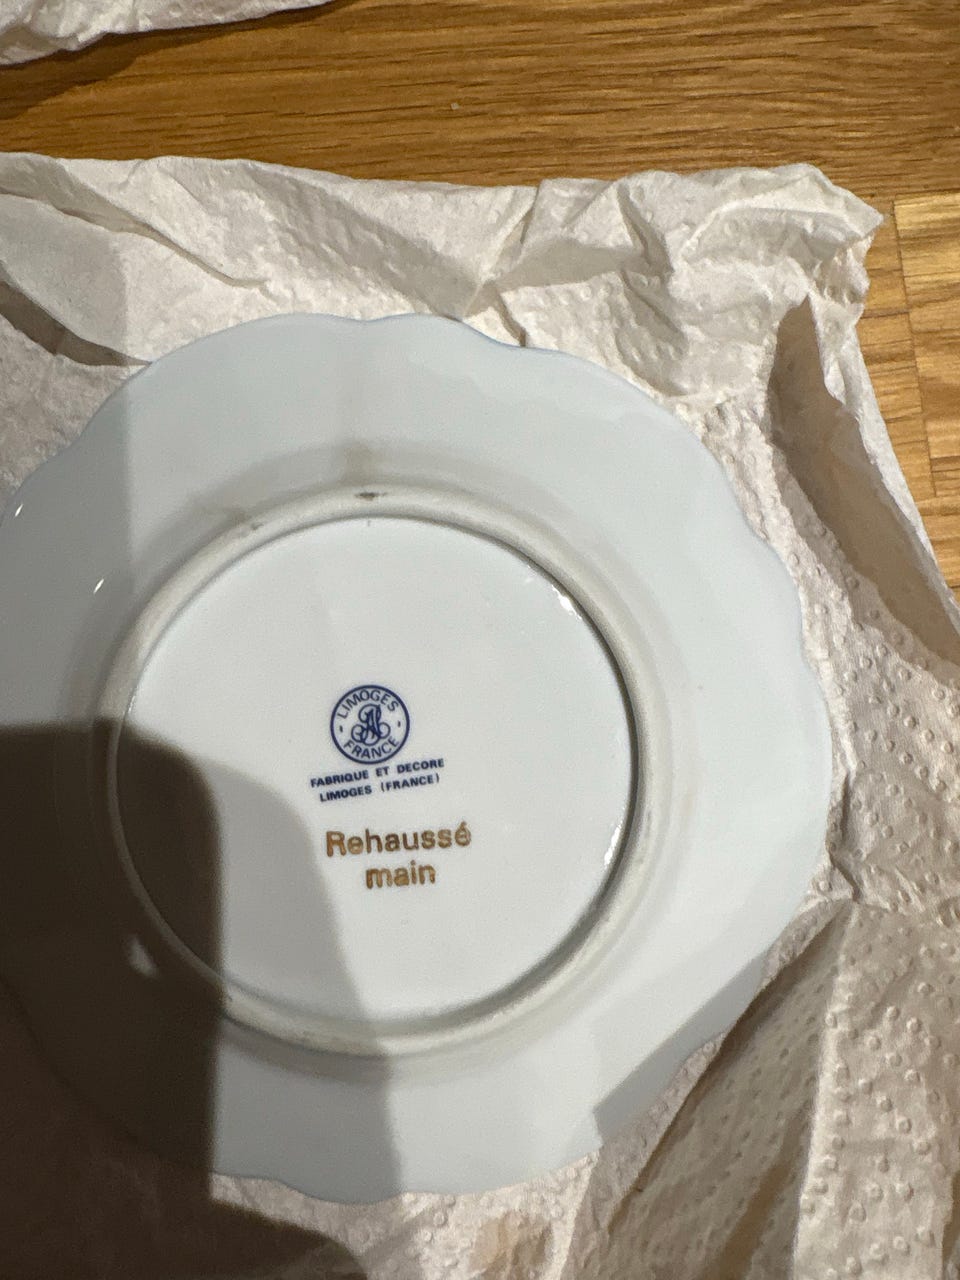 LIMOGES
FRANCE
FABRIQUE ET DECORE
LIMOGES (FRANCE)
Rehaussé
main